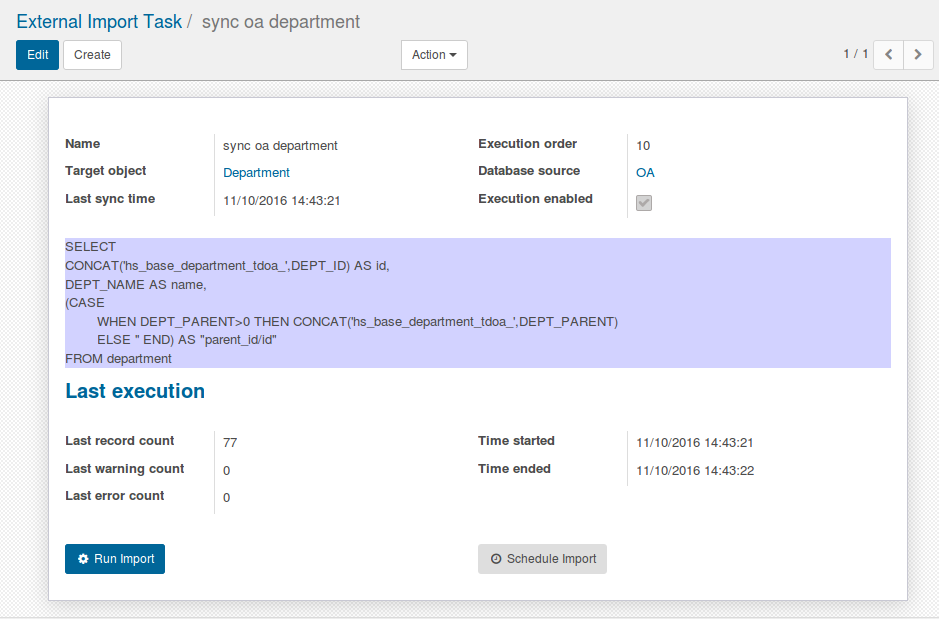 External Import Task / sync oa department
Edit Create Action 1 / 1
Name sync oa department Execution order 10
Target object Department Database source OA
Last sync time 11/10/2016 14:43:21 Execution enabled
SELECT
CONCAT('hs_base_department_tdoa_',DEPT_ID) AS id,
DEPT_NAME AS name,
(CASE
WHEN DEPT_PARENT>0 THEN CONCAT('hs_base_department_tdoa_',DEPT_PARENT)
ELSE '' END) AS "parent_id/id"
FROM department
Last execution
Last record count 77 Time started 11/10/2016 14:43:21
Last warning count 0 Time ended 11/10/2016 14:43:22
Last error count 0
Run Import Schedule Import